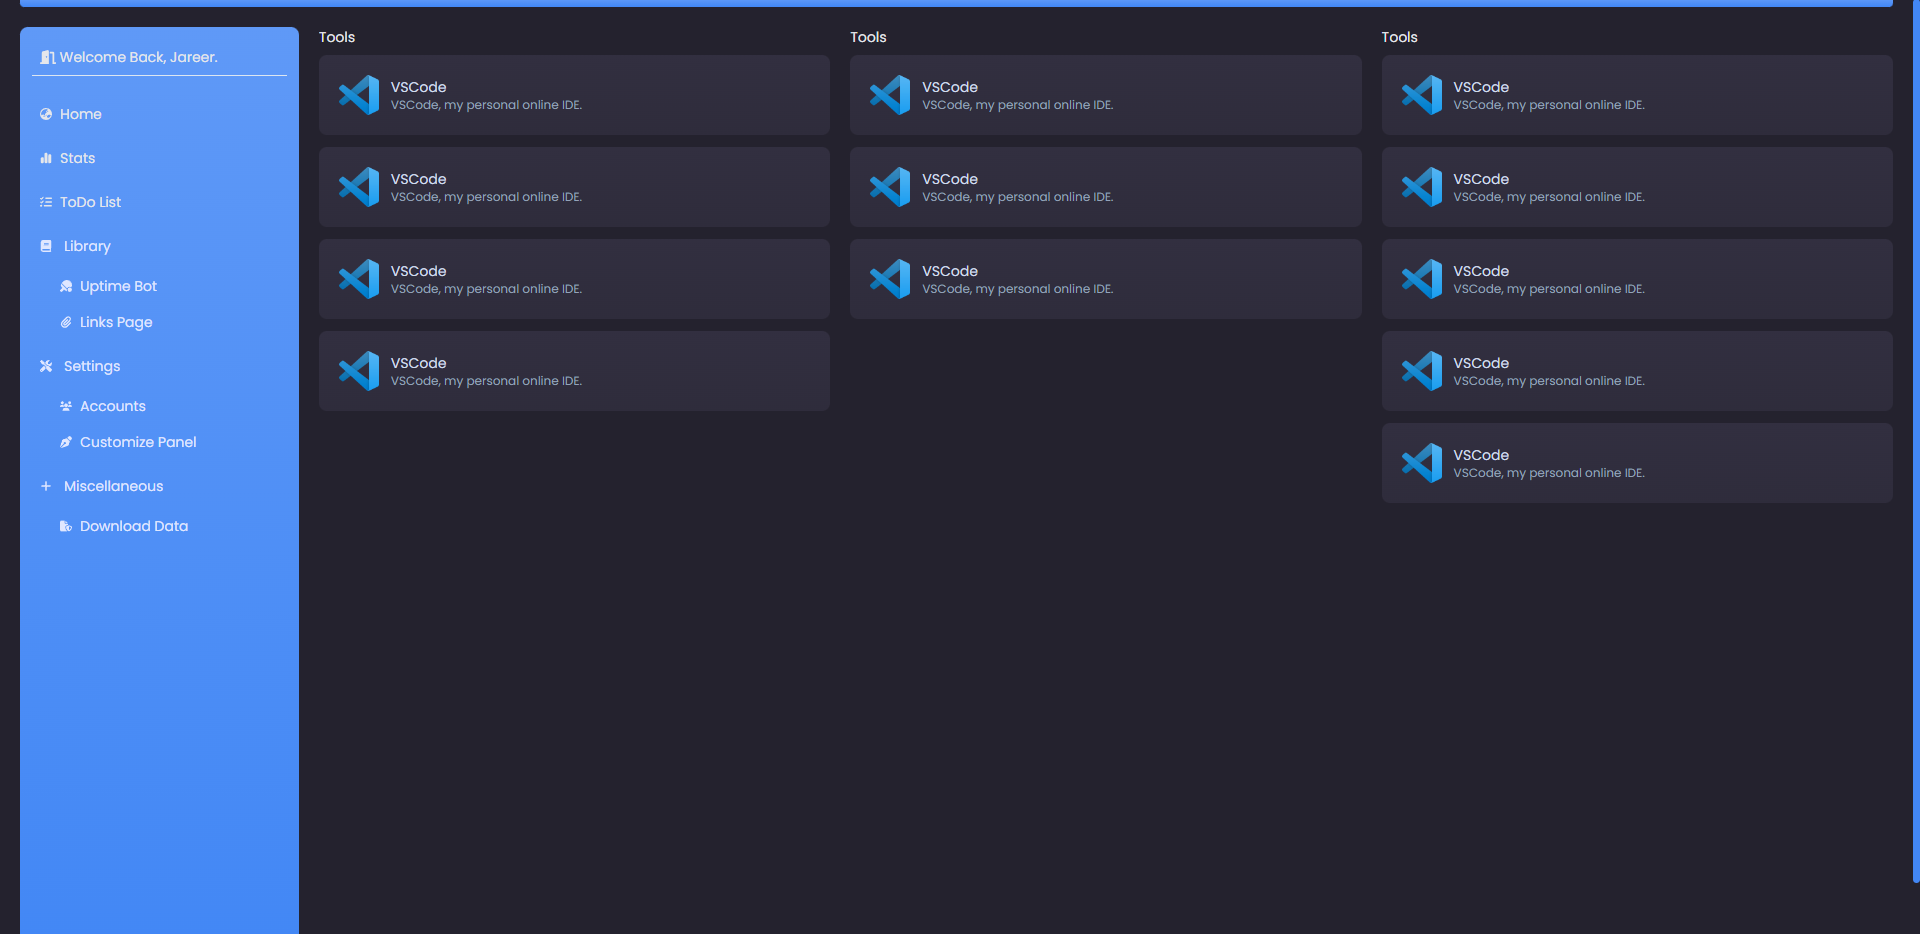 Welcome Back, Jareer.
Home
Stats
ToDo List
Library
Uptime Bot
Links Page
Settings
Accounts
Customize Panel
Miscellaneous
Download Data
Tools
VSCode
VSCode, my personal online IDE.
VSCode
VSCode, my personal online IDE.
VSCode
VSCode, my personal online IDE.
VSCode
VSCode, my personal online IDE.
Tools
VSCode
VSCode, my personal online IDE.
VSCode
VSCode, my personal online IDE.
VSCode
VSCode, my personal online IDE.
Tools
VSCode
VSCode, my personal online IDE.
VSCode
VSCode, my personal online IDE.
VSCode
VSCode, my personal online IDE.
VSCode
VSCode, my personal online IDE.
VSCode
VSCode, my personal online IDE.